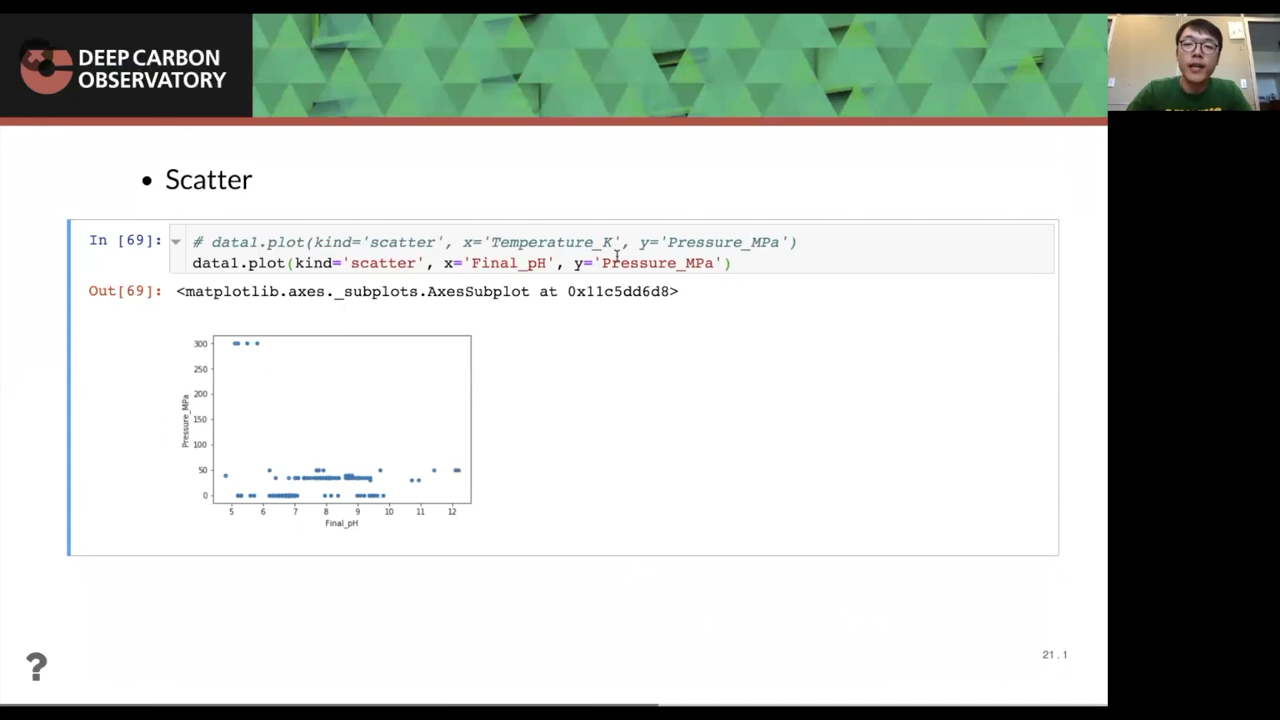 DEEP CARBON
OBSERVATORY
• Scatter
In [69]:
# data1.plot(kind='scatter', x='Temperature_K', y='Pressure_MPa')
data1.plot(kind='scatter', x='Final_pH', y='Pressure_MPa')
Out[69]: <matplotlib.axes._subplots.AxesSubplot at 0x11c5dd6d8>
300
250
200
150
100
50
0
Pressure_MPa
5 6 7 8 9 10 11 12
Final_pH
?
21.1